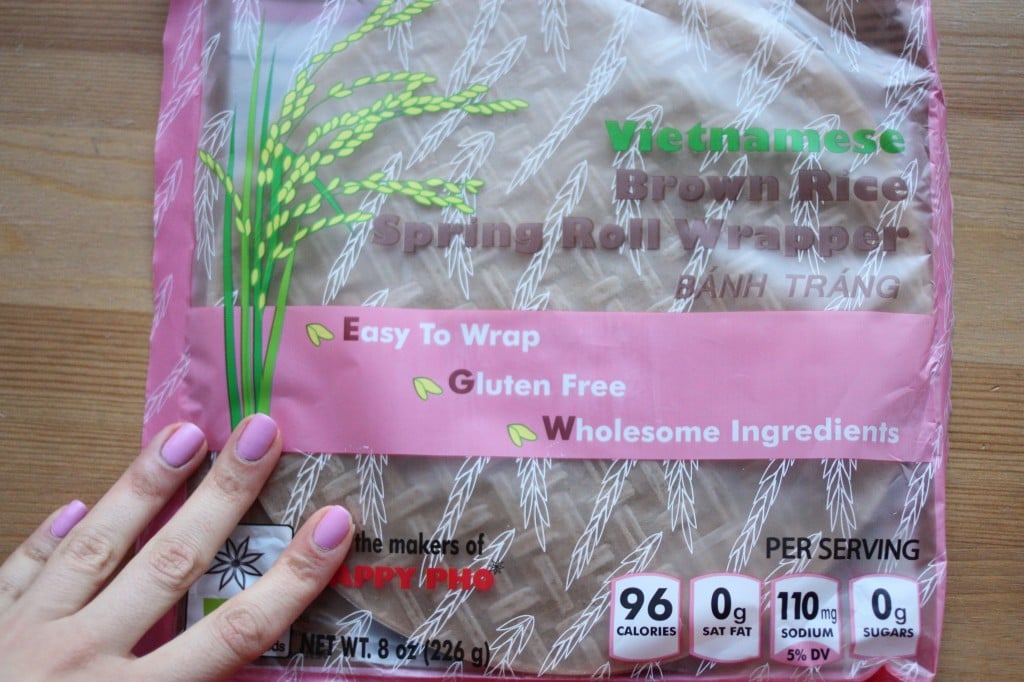 Vietnamese
Brown Rice
Spring Roll Wrapper
BÁNH TRÁNG
Easy To Wrap
Gluten Free
Wholesome Ingredients
the makers of
APPY PHO
NET WT. 8 oz (226 g)
PER SERVING
96 CALORIES
0g SAT FAT
110mg SODIUM 5% DV
0g SUGARS